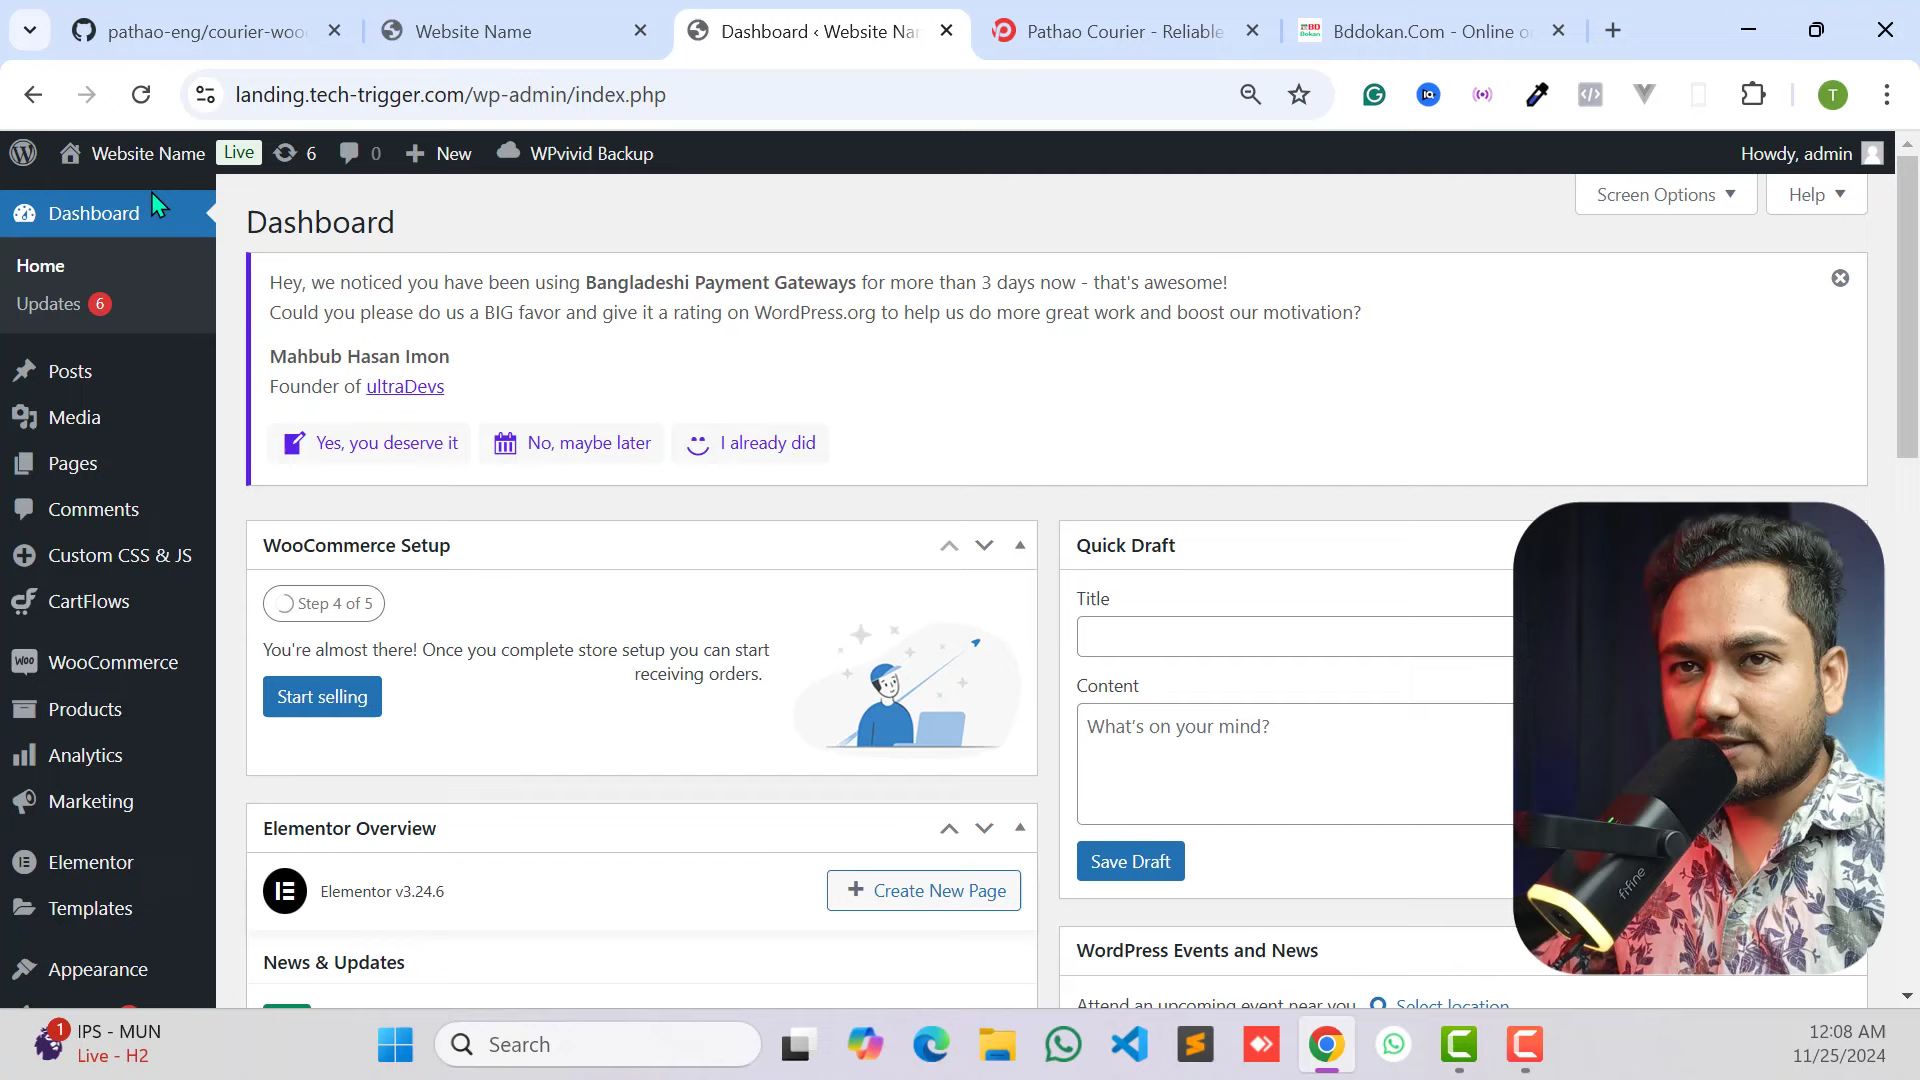 pathao-eng/courier-woo
Website Name
Dashboard ‹ Website Nar
Pathao Courier - Reliable
Bddokan.Com - Online o
landing.tech-trigger.com/wp-admin/index.php
T
Website Name
Live
6
0
New
WPvivid Backup
Howdy, admin
Dashboard
Home
Updates 6
Posts
Media
Pages
Comments
Custom CSS & JS
CartFlows
WooCommerce
Products
Analytics
Marketing
Elementor
Templates
Appearance
Screen Options
Help
Dashboard
Hey, we noticed you have been using Bangladeshi Payment Gateways for more than 3 days now - that's awesome!
Could you please do us a BIG favor and give it a rating on WordPress.org to help us do more great work and boost our motivation?
Mahbub Hasan Imon
Founder of ultraDevs
Yes, you deserve it
No, maybe later
I already did
WooCommerce Setup
Step 4 of 5
You're almost there! Once you complete store setup you can start
receiving orders.
Start selling
Elementor Overview
Elementor v3.24.6
Create New Page
News & Updates
Quick Draft
Title
Content
What's on your mind?
Save Draft
WordPress Events and News
Attend an upcoming event near you.
Select location
fifine
1
IPS - MUN
Live - H2
Search
12:08 AM
11/25/2024